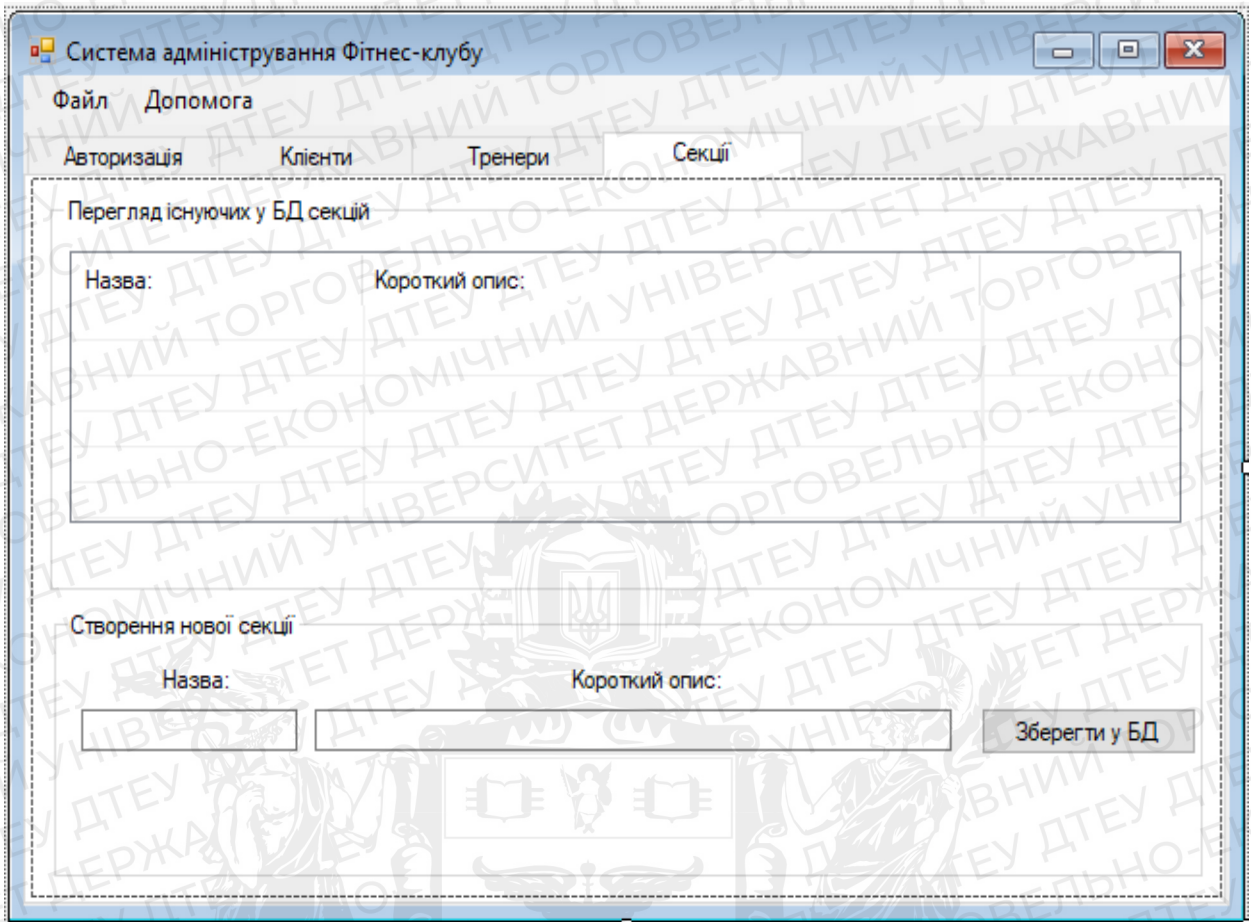 Система адміністрування Фітнес-клубу
Файл Допомога
Авторизація Клієнти Тренери Секції
Перегляд існуючих у БД секцій
Назва: Короткий опис:
Створення нової секції
Назва: Короткий опис:
Зберегти у БД